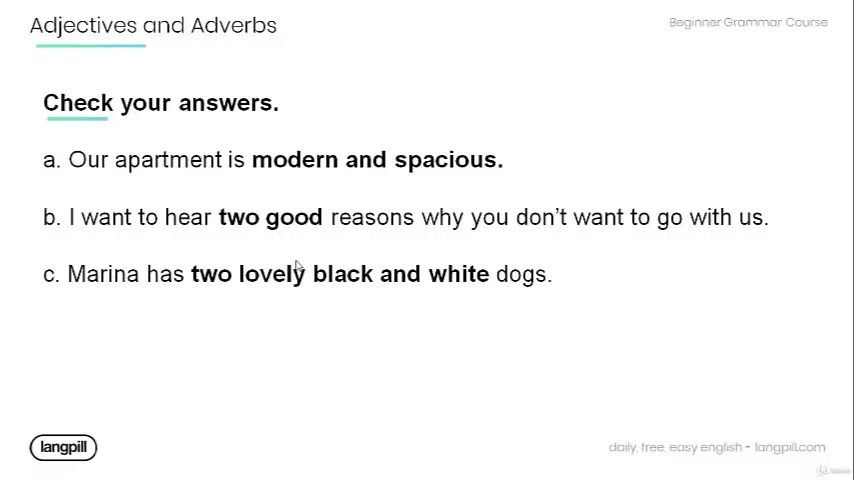 Adjectives and Adverbs
Beginner Grammar Course
Check your answers.
a. Our apartment is modern and spacious.
b. I want to hear two good reasons why you don’t want to go with us.
c. Marina has two lovely black and white dogs.
langpill
daily, free, easy english - langpill.com